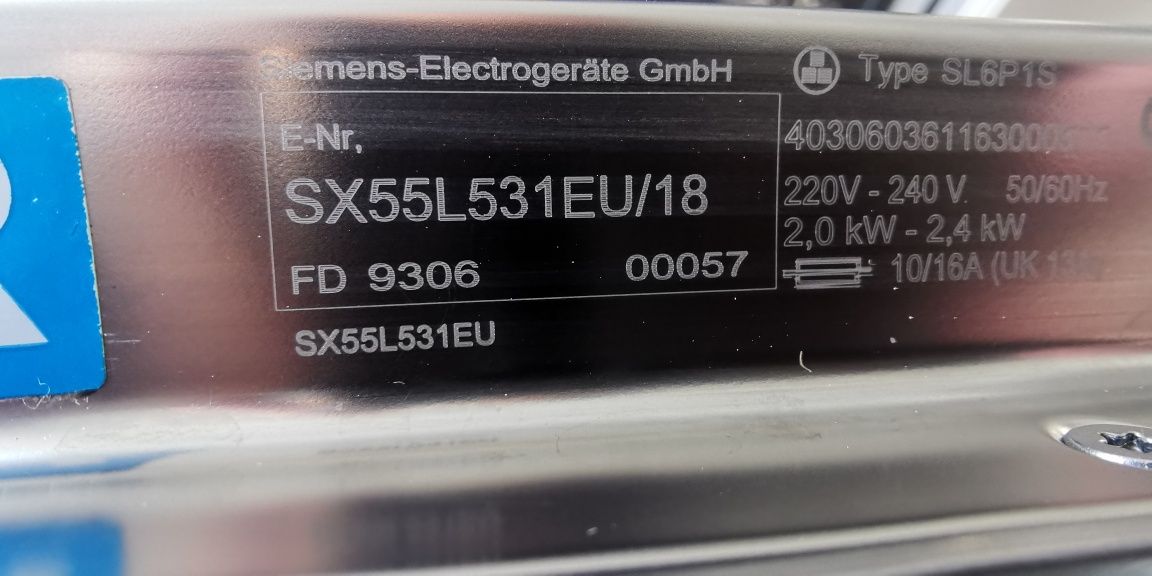 Siemens-Electrogeräte GmbH
E-Nr,
SX55L531EU/18
FD 9306 00057
SX55L531EU
Type SL6P1S
220V - 240 V. 50/60Hz
2,0 kW - 2,4 kW
10/16A (UK